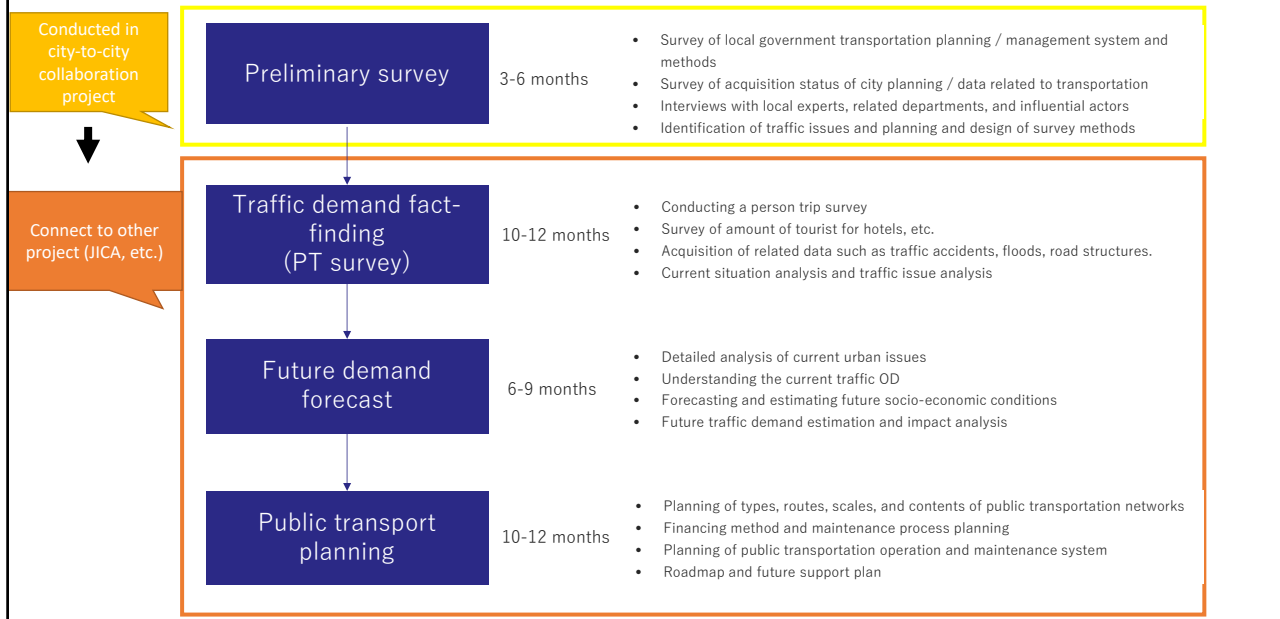 Conducted in
city-to-city
collaboration
project
Preliminary survey
3-6 months
• Survey of local government transportation planning / management system and
methods
• Survey of acquisition status of city planning / data related to transportation
• Interviews with local experts, related departments, and influential actors
• Identification of traffic issues and planning and design of survey methods
Connect to other
project (JICA, etc.)
Traffic demand fact-
finding
(PT survey)
10-12 months
• Conducting a person trip survey
• Survey of amount of tourist for hotels, etc.
• Acquisition of related data such as traffic accidents, floods, road structures.
• Current situation analysis and traffic issue analysis
Future demand
forecast
6-9 months
• Detailed analysis of current urban issues
• Understanding the current traffic OD
• Forecasting and estimating future socio-economic conditions
• Future traffic demand estimation and impact analysis
Public transport
planning
10-12 months
• Planning of types, routes, scales, and contents of public transportation networks
• Financing method and maintenance process planning
• Planning of public transportation operation and maintenance system
• Roadmap and future support plan